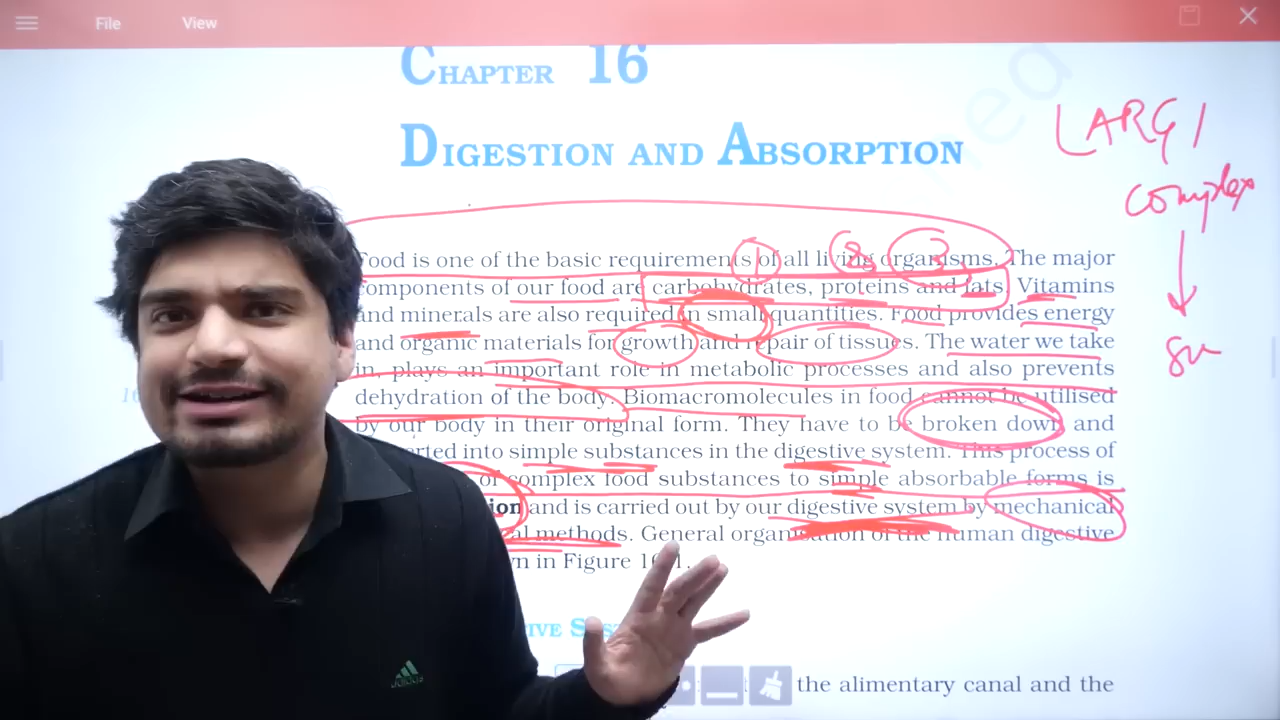 File View
CHAPTER 16
DIGESTION AND ABSORPTION
LARG
complex
① ② ③
Food is one of the basic requirements of all living organisms. The major
components of our food are carbohydrates, proteins and fats. Vitamins
and minerals are also required in small quantities. Food provides energy
and organic materials for growth and repair of tissues. The water we take
in, plays an important role in metabolic processes and also prevents
dehydration of the body. Biomacromolecules in food cannot be utilised
by our body in their original form. They have to be broken down and
into simple substances in the digestive system. This process of
of complex food substances to simple absorbable forms is
and is carried out by our digestive system by mechanical
methods. General organisation of the human digestive
in Figure 16.1.
the alimentary canal and the
adidas